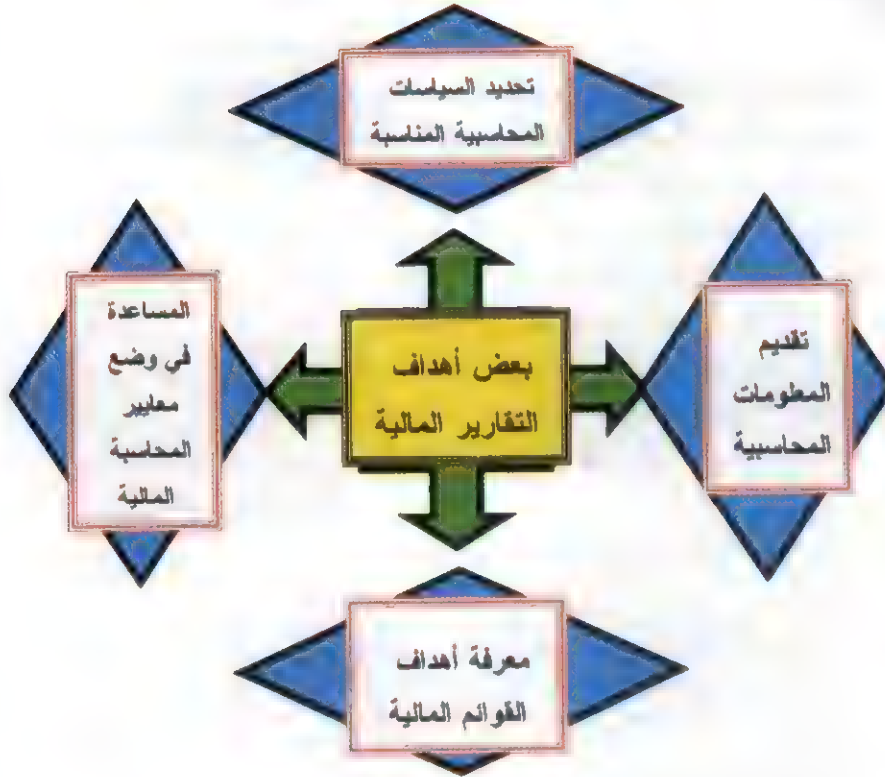 تحديد السياسات
المحاسبية المناسبة
تقديم
المعلومات
المحاسبية
بعض أهداف
التقارير المالية
المساعدة
في وضع
معايير
المحاسبة
المالية
معرفة أهداف
القوائم المالية